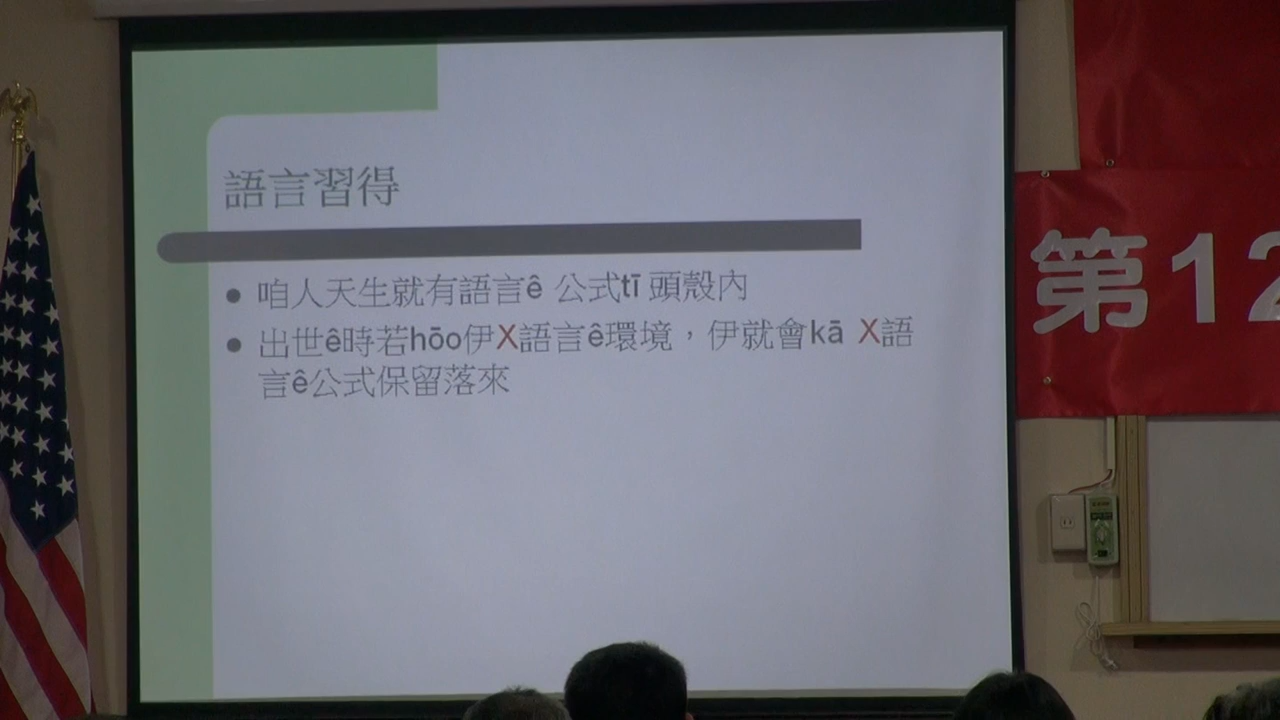 語言習得
● 咱人天生就有語言ê 公式tī 頭殼內
● 出世ê時若hōo伊X語言ê環境，伊就會kā X語
言ê公式保留落來
第12